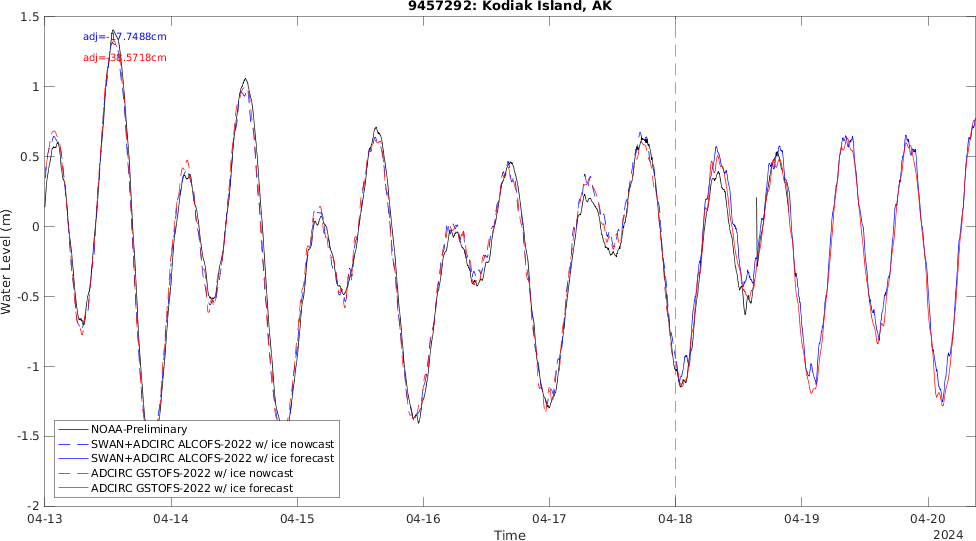 9457292: Kodiak Island, AK
adj=-17.7488cm
adj=-38.5718cm
1.5
1
0.5
0
-0.5
-1
-1.5
-2
Water Level (m)
NOAA-Preliminary
SWAN+ADCIRC ALCOFS-2022 w/ ice nowcast
SWAN+ADCIRC ALCOFS-2022 w/ ice forecast
ADCIRC GSTOFS-2022 w/ ice nowcast
ADCIRC GSTOFS-2022 w/ ice forecast
04-13 04-14 04-15 04-16 04-17 04-18 04-19 04-20
Time
2024